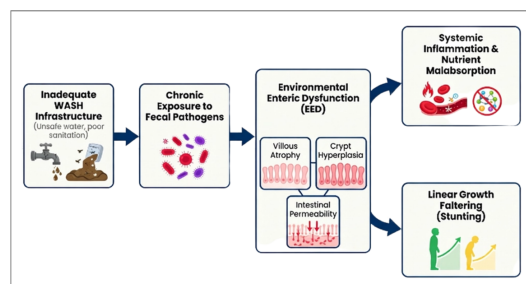 Inadequate
WASH
Infrastructure
(Unsafe water, poor
sanitation)
Chronic
Exposure to
Fecal Pathogens
Environmental
Enteric Dysfunction
(EED)
Villous
Atrophy
Crypt
Hyperplasia
Intestinal
Permeability
Systemic
Inflammation &
Nutrient
Malabsorption
Linear Growth
Faltering
(Stunting)